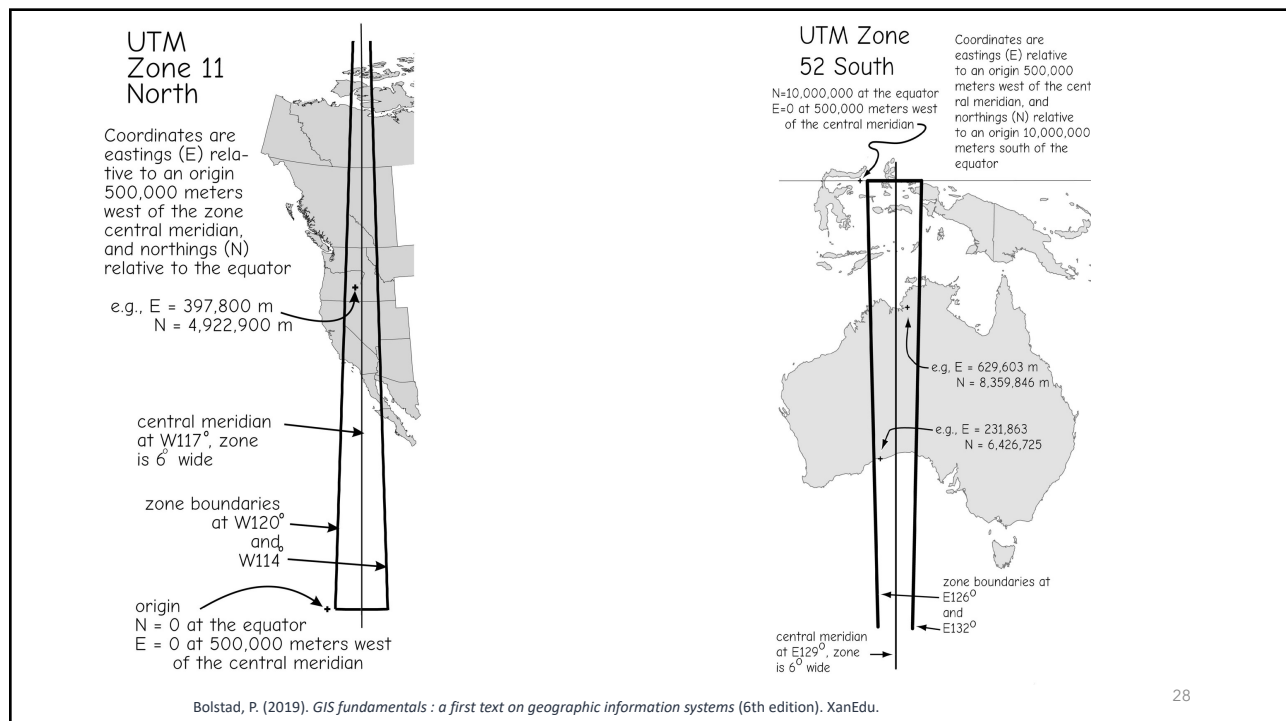 UTM
Zone 11
North
Coordinates are
eastings (E) rela-
tive to an origin
500,000 meters
west of the zone
central meridian,
and northings (N)
relative to the equator
e.g., E = 397,800 m
N = 4,922,900 m
central meridian
at W117°, zone
is 6° wide
zone boundaries
at W120°
and
W114°
origin
N = 0 at the equator
E = 0 at 500,000 meters west
of the central meridian
UTM Zone
52 South
N=10,000,000 at the equator
E=0 at 500,000 meters west
of the central meridian
Coordinates are
eastings (E) relative
to an origin 500,000
meters west of the cent
ral meridian, and
northings (N) relative
to an origin 10,000,000
meters south of the
equator
e.g, E = 629,603 m
N = 8,359,846 m
e.g., E = 231,863
N = 6,426,725
zone boundaries at
E126°
and
E132°
central meridian
at E129°, zone
is 6° wide
Bolstad, P. (2019). GIS fundamentals : a first text on geographic information systems (6th edition). XanEdu.
28